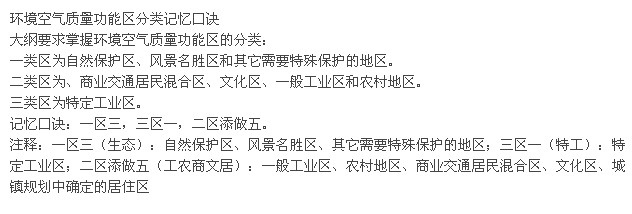 环境空气质量功能区分类记忆口诀
大纲要求掌握环境空气质量功能区的分类：
一类区为自然保护区、风景名胜区和其它需要特殊保护的地区。
二类区为、商业交通居民混合区、文化区、一般工业区和农村地区。
三类区为特定工业区。
记忆口诀：一区三，三区一，二区添做五。
注释：一区三（生态）：自然保护区、风景名胜区、其它需要特殊保护的地区；三区一（特工）：特
定工业区；二区添做五（工农商文居）：一般工业区、农村地区、商业交通居民混合区、文化区、城
镇规划中确定的居住区